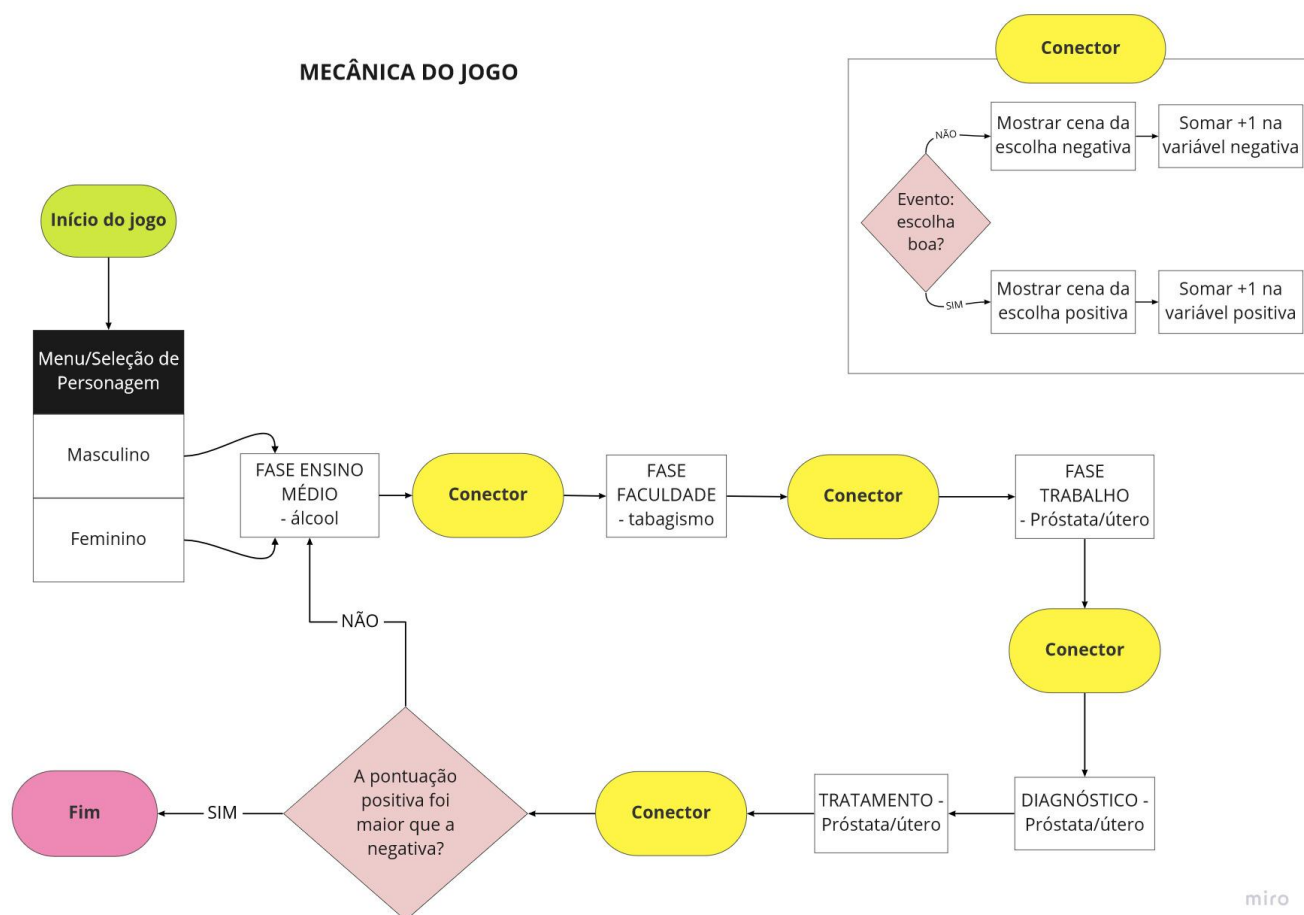 MECÂNICA DO JOGO
Conector
NÃO
Mostrar cena da
escolha negativa
Somar +1 na
variável negativa
Evento:
escolha
boa?
SIM
Mostrar cena da
escolha positiva
Somar +1 na
variável positiva
Início do jogo
Menu/Seleção de
Personagem
Masculino
Feminino
FASE ENSINO
MÉDIO
- álcool
Conector
FASE
FACULDADE
- tabagismo
Conector
FASE
TRABALHO
- Próstata/útero
Conector
DIAGNÓSTICO -
Próstata/útero
TRATAMENTO -
Próstata/útero
Conector
A pontuação
positiva foi
maior que a
negativa?
NÃO
SIM
Fim
miro